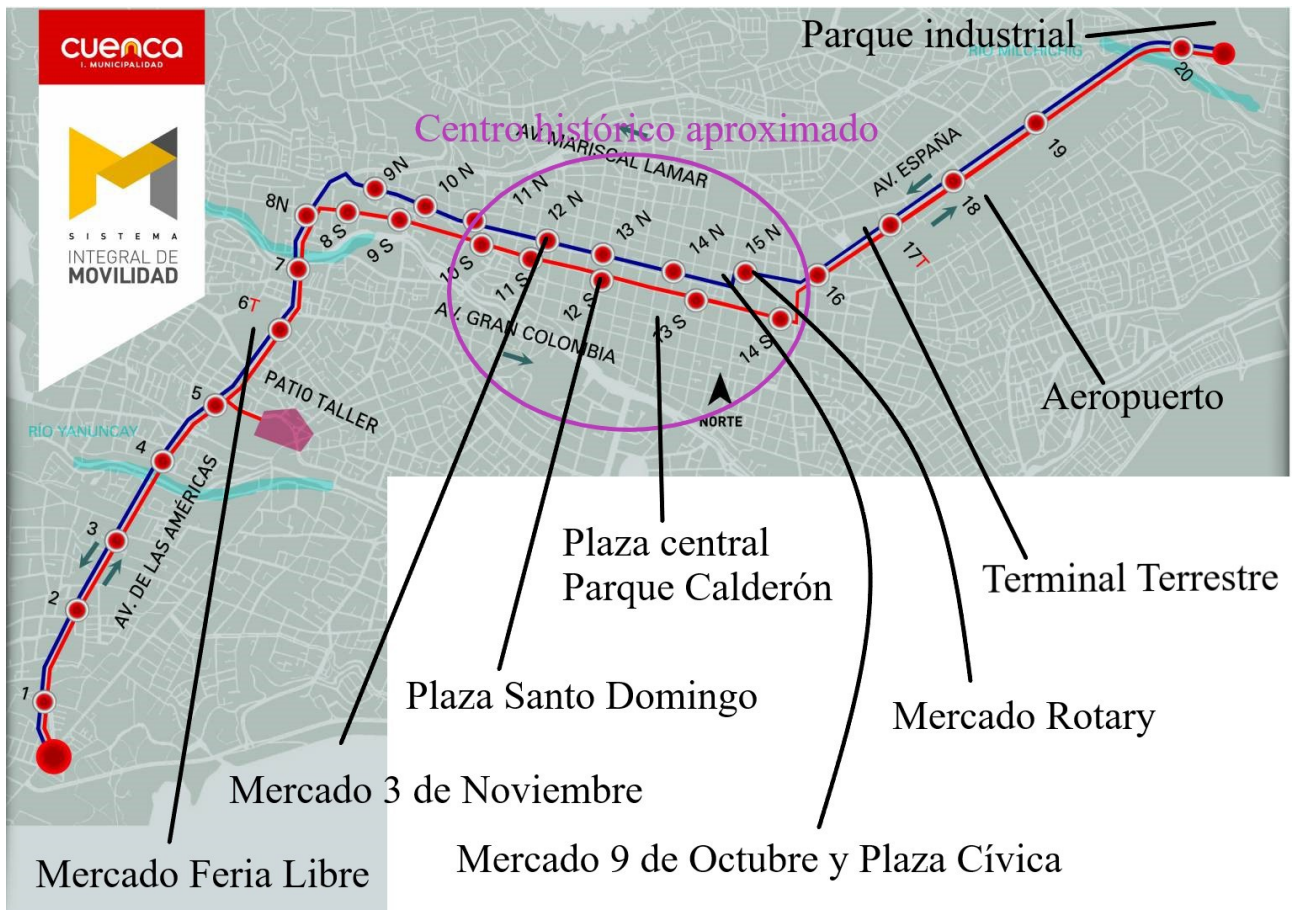 cuenca
I. MUNICIPALIDAD
SISTEMA
INTEGRAL DE
MOVILIDAD
Parque industrial
RÍO MILCHICHIG
20
Centro histórico aproximado
AV. MARISCAL LAMAR
AV. ESPAÑA
19
18
17T
16
15 N
14 N
13 N
12 N
11 N
10 N
9N
8N
8 S
9 S
10 S
11 S
12 S
13 S
14 S
AV. GRAN COLOMBIA
NORTE
7
6T
PATIO TALLER
5
RÍO YANUNCAY
4
3
AV. DE LAS AMÉRICAS
2
1
Aeropuerto
Plaza central
Parque Calderón
Terminal Terrestre
Plaza Santo Domingo
Mercado Rotary
Mercado 3 de Noviembre
Mercado 9 de Octubre y Plaza Cívica
Mercado Feria Libre